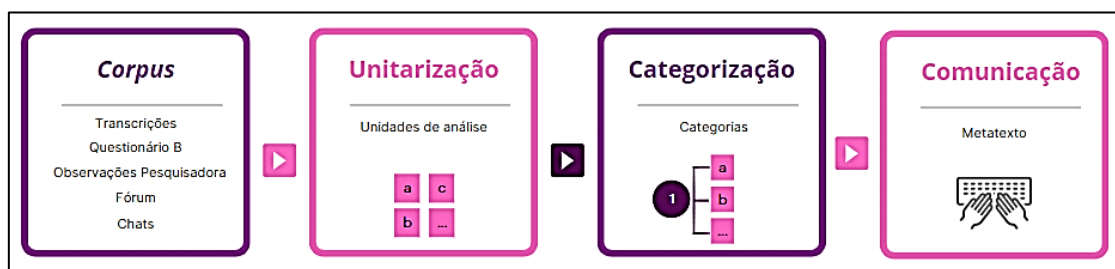 Corpus
Transcrições
Questionário B
Observações Pesquisadora
Fórum
Chats
Unitarização
Unidades de análise
a c
b ...
Categorização
Categorias
1
a
b
...
Comunicação
Metatexto